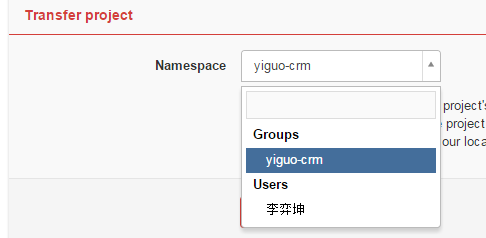 Transfer project
Namespace
yiguo-crm
project's
project
our loca
Groups
yiguo-crm
Users
李弈坤